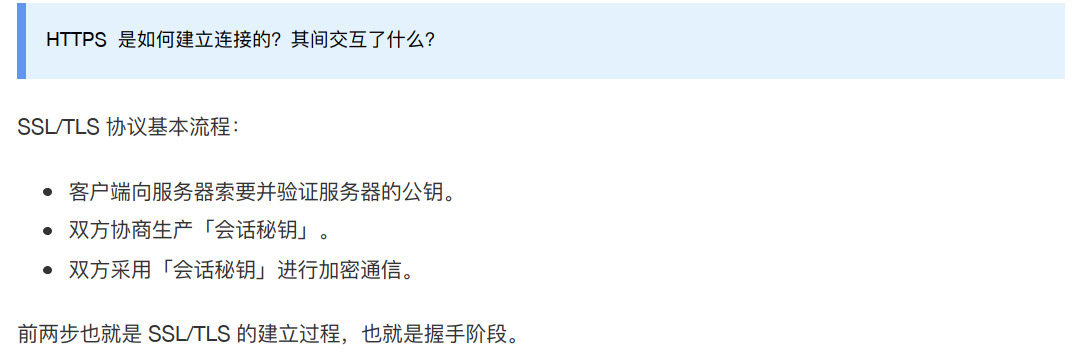 HTTPS 是如何建立连接的？其间交互了什么？
SSL/TLS 协议基本流程：
客户端向服务器索要并验证服务器的公钥。
双方协商生产「会话秘钥」。
双方采用「会话秘钥」进行加密通信。
前两步也就是 SSL/TLS 的建立过程，也就是握手阶段。